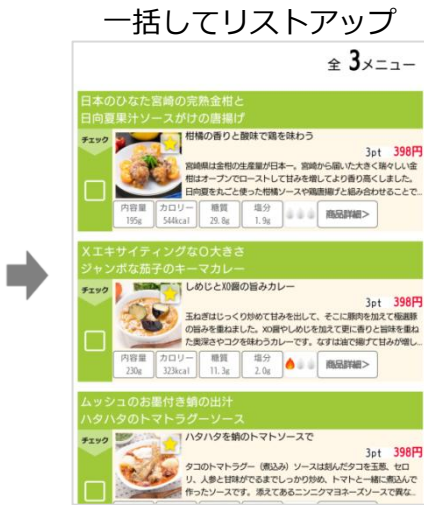 一括してリストアップ
全 3メニュー
日本のひなた宮崎の完熟金柑と
日向夏果汁ソースがけの唐揚げ
チェック
柑橘の香りと酸味で鶏を味わう
3pt 398円
宮崎県は金柑の生産量が日本一。宮崎から届いた大きく瑞々しい金
柑はオーブンでローストして甘みを増してより香り高くしました。
日向夏を丸ごと使った柑橘ソースや鶏唐揚げと組み合わせることで...
内容量 カロリー 糖質 塩分
195g 544kcal 29.8g 1.9g
商品詳細>
XエキサイティングなO大きさ
ジャンボな茄子のキーマカレー
チェック
しめじとXO醤の旨みカレー
3pt 398円
玉ねぎはじっくり炒めて甘みを出して、そこに豚肉を加えて極選豚
の旨みを重ねました。XO醤やしめじを加えて更に香りと旨味を重ね
た奥深さやコクを味わうカレーです。なすは油で揚げて甘みが増し...
内容量 カロリー 糖質 塩分
230g 323kcal 11.3g 2.0g
商品詳細>
ムッシュのお墨付き蛸の出汁
ハタハタのトマトラグーソース
チェック
ハタハタを蛸のトマトソースで
3pt 398円
タコのトマトラグー（煮込み）ソースは刻んだタコを玉葱、セロ
リ、人参と甘味がでるまでしっかり炒め、トマトと一緒に煮込んで
作ったソースです。添えてあるニンニクマヨネーズソースで異な...